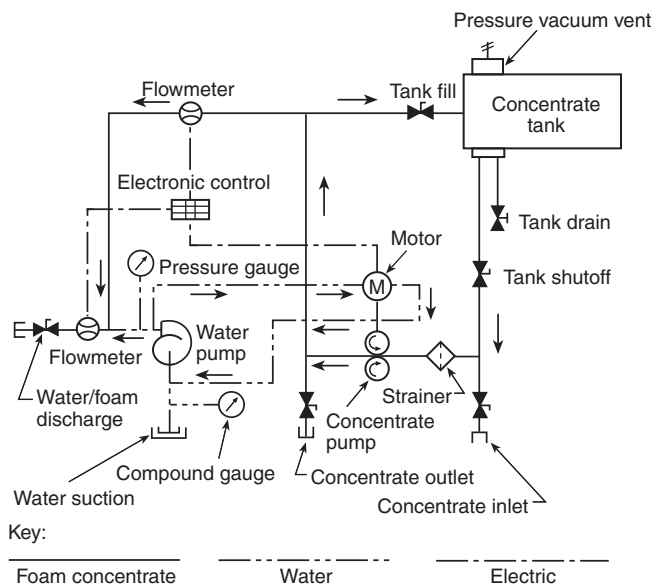 Pressure vacuum vent
Flowmeter
Tank fill
Concentrate
tank
Electronic control
Tank drain
Motor
Pressure gauge
Tank shutoff
M
Water
pump
Flowmeter
Strainer
Water/foam
discharge
Concentrate
pump
Compound gauge
Concentrate outlet
Water suction
Concentrate inlet
Key:
Foam concentrate
Water
Electric